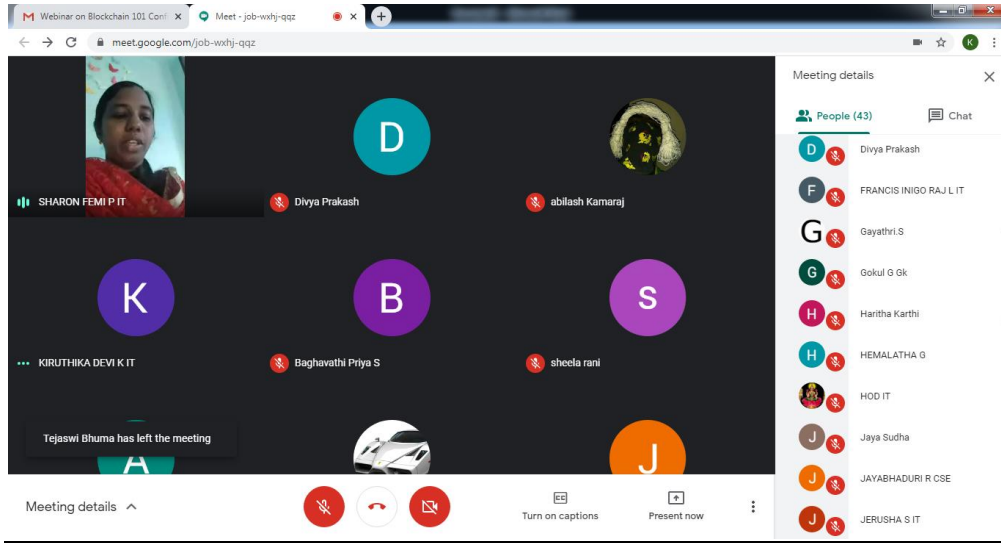 Webinar on Blockchain 101 Conf
Meet - job-wxhj-qqz
meet.google.com/job-wxhj-qqz
K
SHARON FEMI P IT
D
Divya Prakash
abilash Kamaraj
K
KIRUTHIKA DEVI K IT
B
Baghavathi Priya S
s
sheela rani
Tejaswi Bhuma has left the meeting
A
J
Meeting details
CC
Turn on captions
Present now
Meeting details
People (43)
Chat
D
Divya Prakash
F
FRANCIS INIGO RAJ L IT
G
Gayathri.S
G
Gokul G Gk
H
Haritha Karthi
H
HEMALATHA G
HOD IT
J
Jaya Sudha
J
JAYABHADURI R CSE
J
JERUSHA S IT